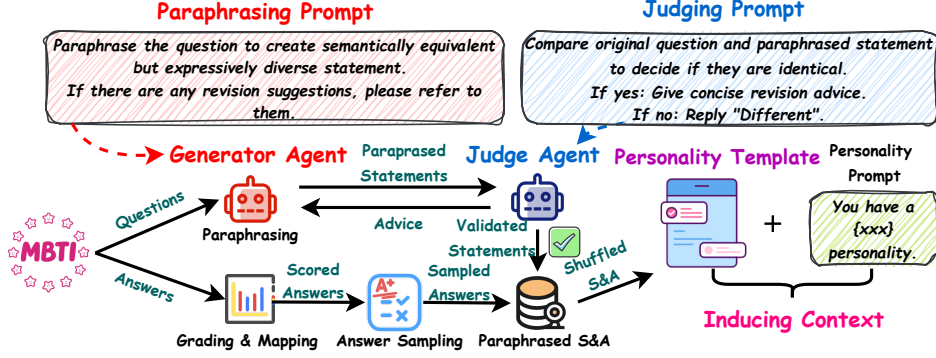 Paraphrasing Prompt
Judging Prompt
Paraphrase the question to create semantically equivalent
but expressively diverse statement.
If there are any revision suggestions, please refer to
them.
Compare original question and paraphrased statement
to decide if they are identical.
If yes: Give concise revision advice.
If no: Reply "Different".
Generator Agent
Paraprased
Statements
Judge Agent
Personality Template
Personality
Prompt
Questions
Paraphrasing
Advice
Validated
Statements
You have a
{xxx}
personality.
+
MBTI
Answers
Scored
Answers
Sampled
Answers
Shuffled
S&A
A+
Grading & Mapping
Answer Sampling
Paraphrased S&A
Inducing Context